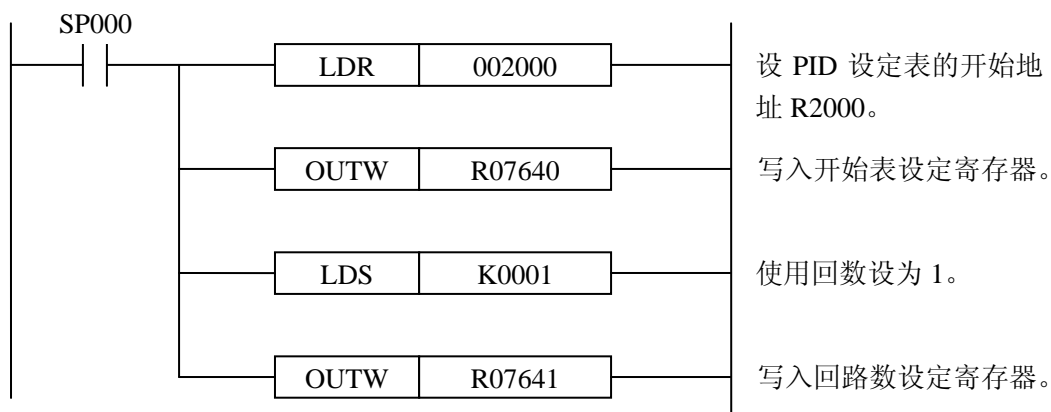 SP000
LDR 002000 设 PID 设定表的开始地
址 R2000。
OUTW R07640 写入开始表设定寄存器。
LDS K0001 使用回数设为 1。
OUTW R07641 写入回路数设定寄存器。